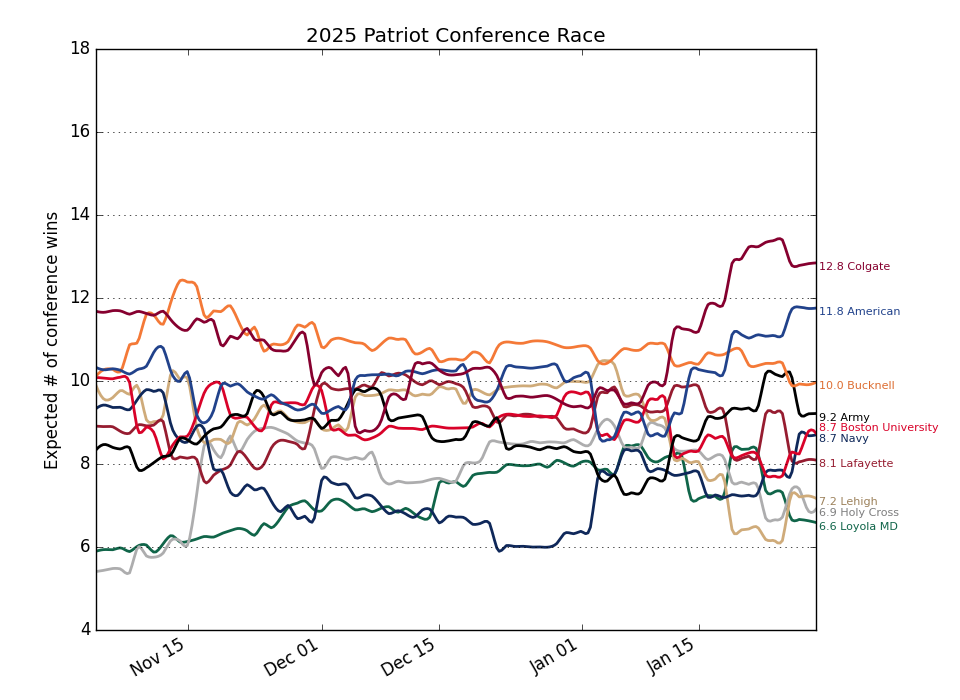 2025 Patriot Conference Race
Expected # of conference wins
18
16
14
12
10
8
6
4
Nov 15
Dec 01
Dec 15
Jan 01
Jan 15
12.8 Colgate
11.8 American
10.0 Bucknell
9.2 Army
8.7 Boston University
8.7 Navy
8.1 Lafayette
7.2 Lehigh
6.9 Holy Cross
6.6 Loyola MD